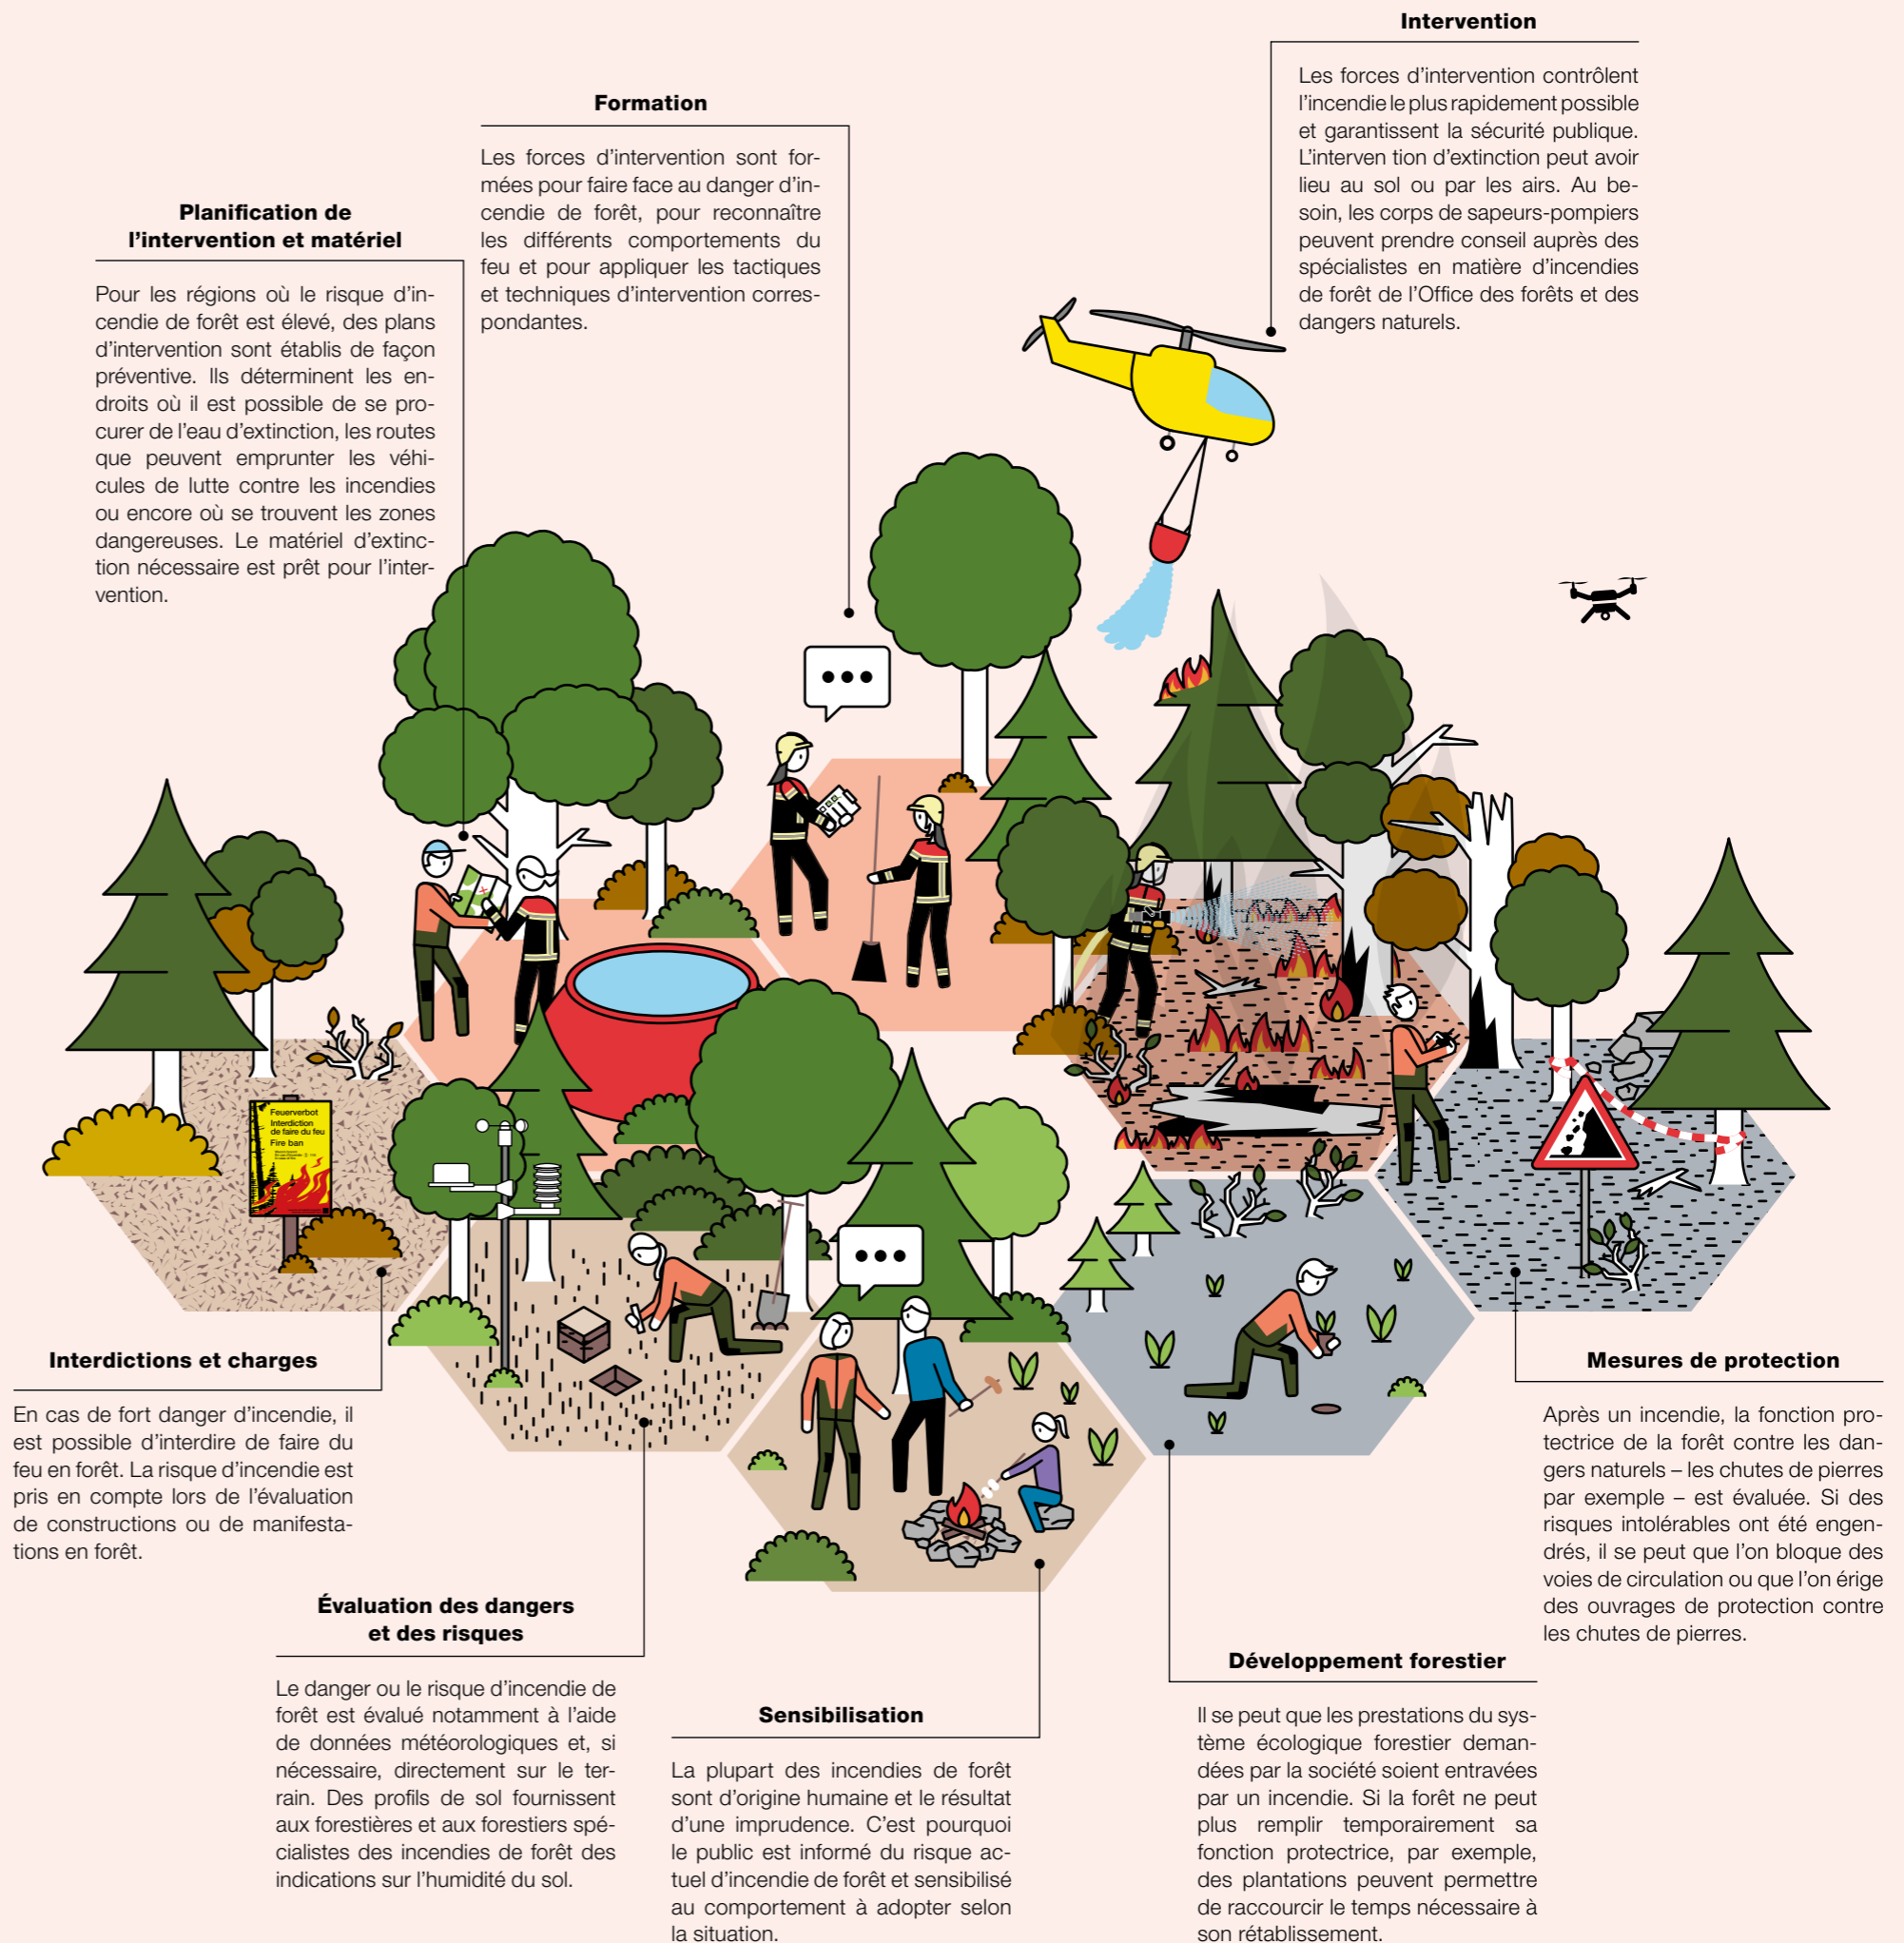 Intervention
Les forces d'intervention contrôlent
l'incendie le plus rapidement possible
et garantissent la sécurité publique.
L'interven tion d'extinction peut avoir
lieu au sol ou par les airs. Au be-
soin, les corps de sapeurs-pompiers
peuvent prendre conseil auprès des
spécialistes en matière d'incendies
de forêt de l'Office des forêts et des
dangers naturels.
Formation
Les forces d'intervention sont for-
mées pour faire face au danger d'in-
cendie de forêt, pour reconnaître
les différents comportements du
feu et pour appliquer les tactiques
et techniques d'intervention corres-
pondantes.
Planification de
l'intervention et matériel
Pour les régions où le risque d'in-
cendie de forêt est élevé, des plans
d'intervention sont établis de façon
préventive. Ils déterminent les en-
droits où il est possible de se pro-
curer de l'eau d'extinction, les routes
que peuvent emprunter les véhi-
cules de lutte contre les incendies
ou encore où se trouvent les zones
dangereuses. Le matériel d'extinc-
tion nécessaire est prêt pour l'inter-
vention.
Feuerverbot
Interdiction
de faire du feu
Fire ban
Interdictions et charges
En cas de fort danger d'incendie, il
est possible d'interdire de faire du
feu en forêt. La risque d'incendie est
pris en compte lors de l'évaluation
de constructions ou de manifesta-
tions en forêt.
Évaluation des dangers
et des risques
Le danger ou le risque d'incendie de
forêt est évalué notamment à l'aide
de données météorologiques et, si
nécessaire, directement sur le ter-
rain. Des profils de sol fournissent
aux forestières et aux forestiers spé-
cialistes des incendies de forêt des
indications sur l'humidité du sol.
Sensibilisation
La plupart des incendies de forêt
sont d'origine humaine et le résultat
d'une imprudence. C'est pourquoi
le public est informé du risque ac-
tuel d'incendie de forêt et sensibilisé
au comportement à adopter selon
la situation.
Développement forestier
Il se peut que les prestations du sys-
tème écologique forestier deman-
dées par la société soient entravées
par un incendie. Si la forêt ne peut
plus remplir temporairement sa
fonction protectrice, par exemple,
des plantations peuvent permettre
de raccourcir le temps nécessaire à
son rétablissement.
Mesures de protection
Après un incendie, la fonction pro-
tectrice de la forêt contre les dan-
gers naturels – les chutes de pierres
par exemple – est évaluée. Si des
risques intolérables ont été engen-
drés, il se peut que l'on bloque des
voies de circulation ou que l'on érige
des ouvrages de protection contre
les chutes de pierres.